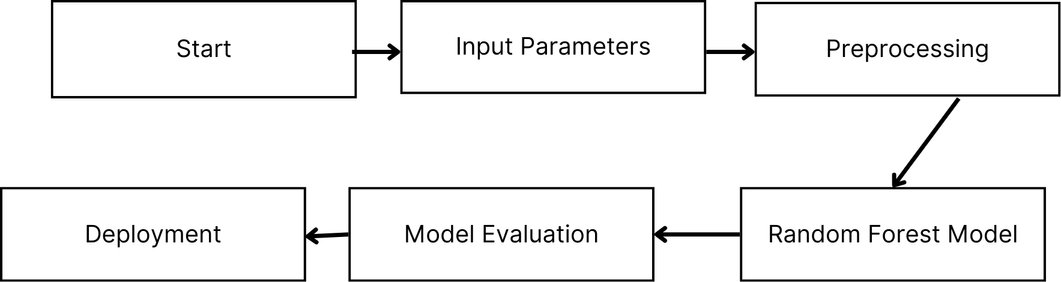 Start
Input Parameters
Preprocessing
Random Forest Model
Model Evaluation
Deployment